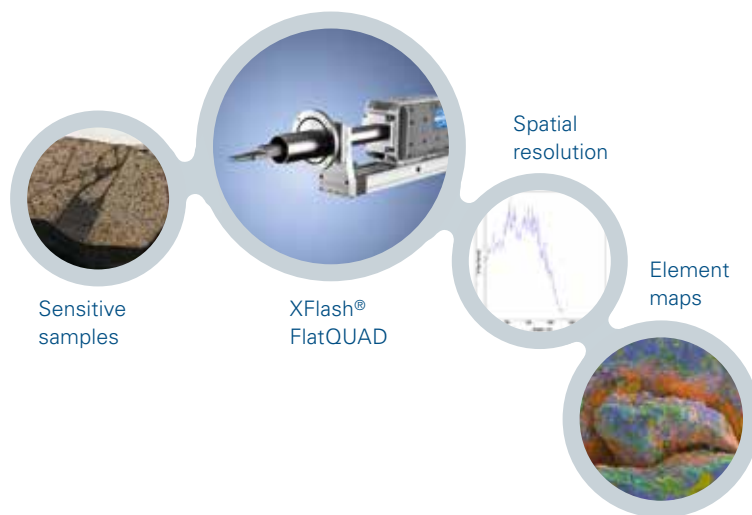 Spatial
resolution
Element
maps
Sensitive
samples
XFlash®
FlatQUAD